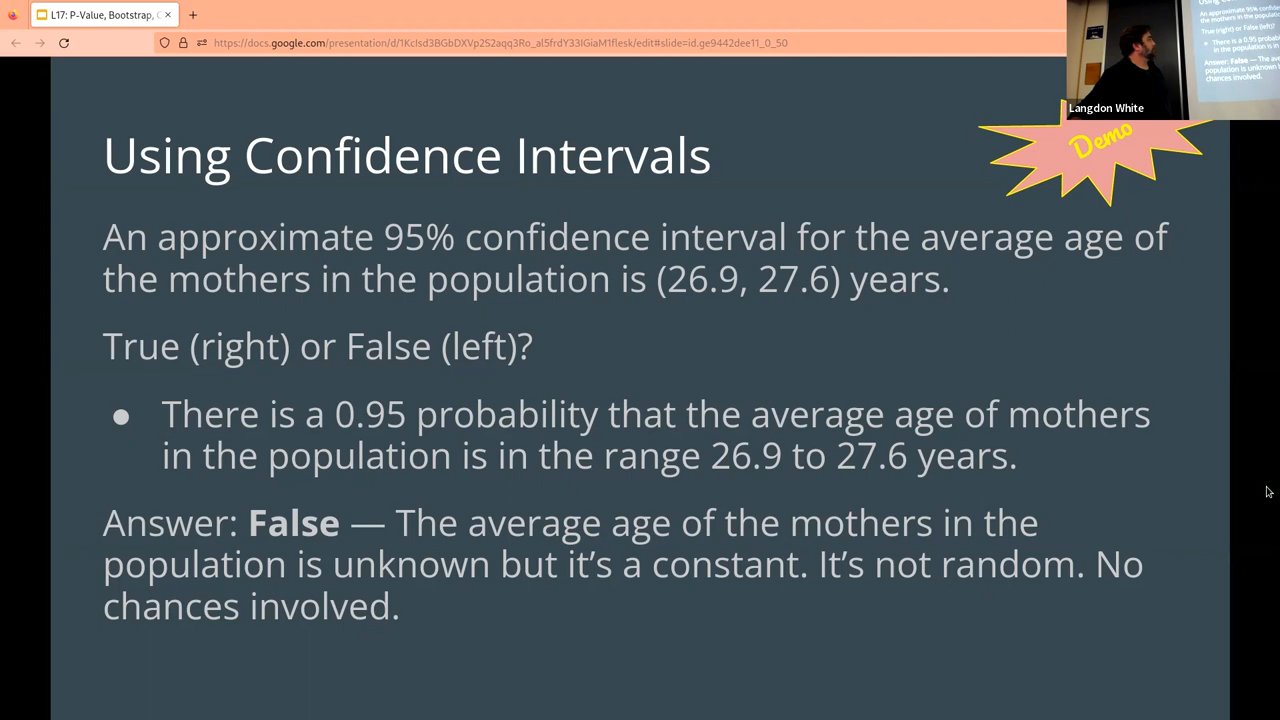 L17: P-Value, Bootstrap,
https://docs.google.com/presentation/d/1KcIsd3BGbDXVp2S2aqq3Ro_al5frdY33IGiaM1flesk/edit#slide=id.ge9442dee11_0_50
Langdon White
Demo
Using Confidence Intervals
An approximate 95% confidence interval for the average age of
the mothers in the population is (26.9, 27.6) years.
True (right) or False (left)?
● There is a 0.95 probability that the average age of mothers
in the population is in the range 26.9 to 27.6 years.
Answer: False — The average age of the mothers in the
population is unknown but it’s a constant. It’s not random. No
chances involved.